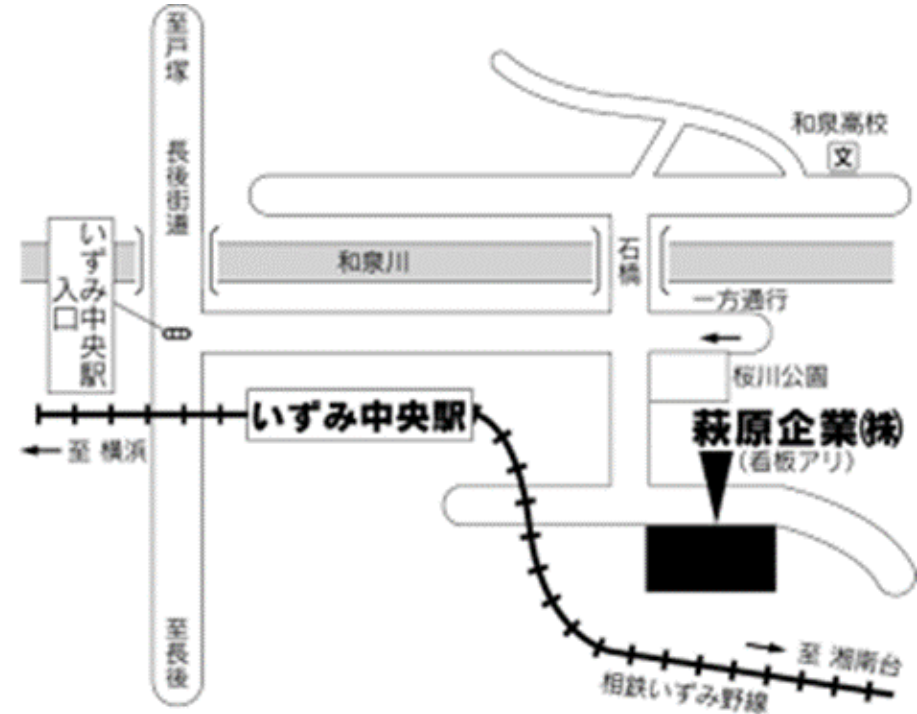 至戸塚
長後街道
和泉高校
文
いずみ中央駅
入口
和泉川
石橋
一方通行
桜川公園
いずみ中央駅
萩原企業㈱
(看板アリ)
至 横浜
至長後
至 湘南台
相鉄いずみ野線